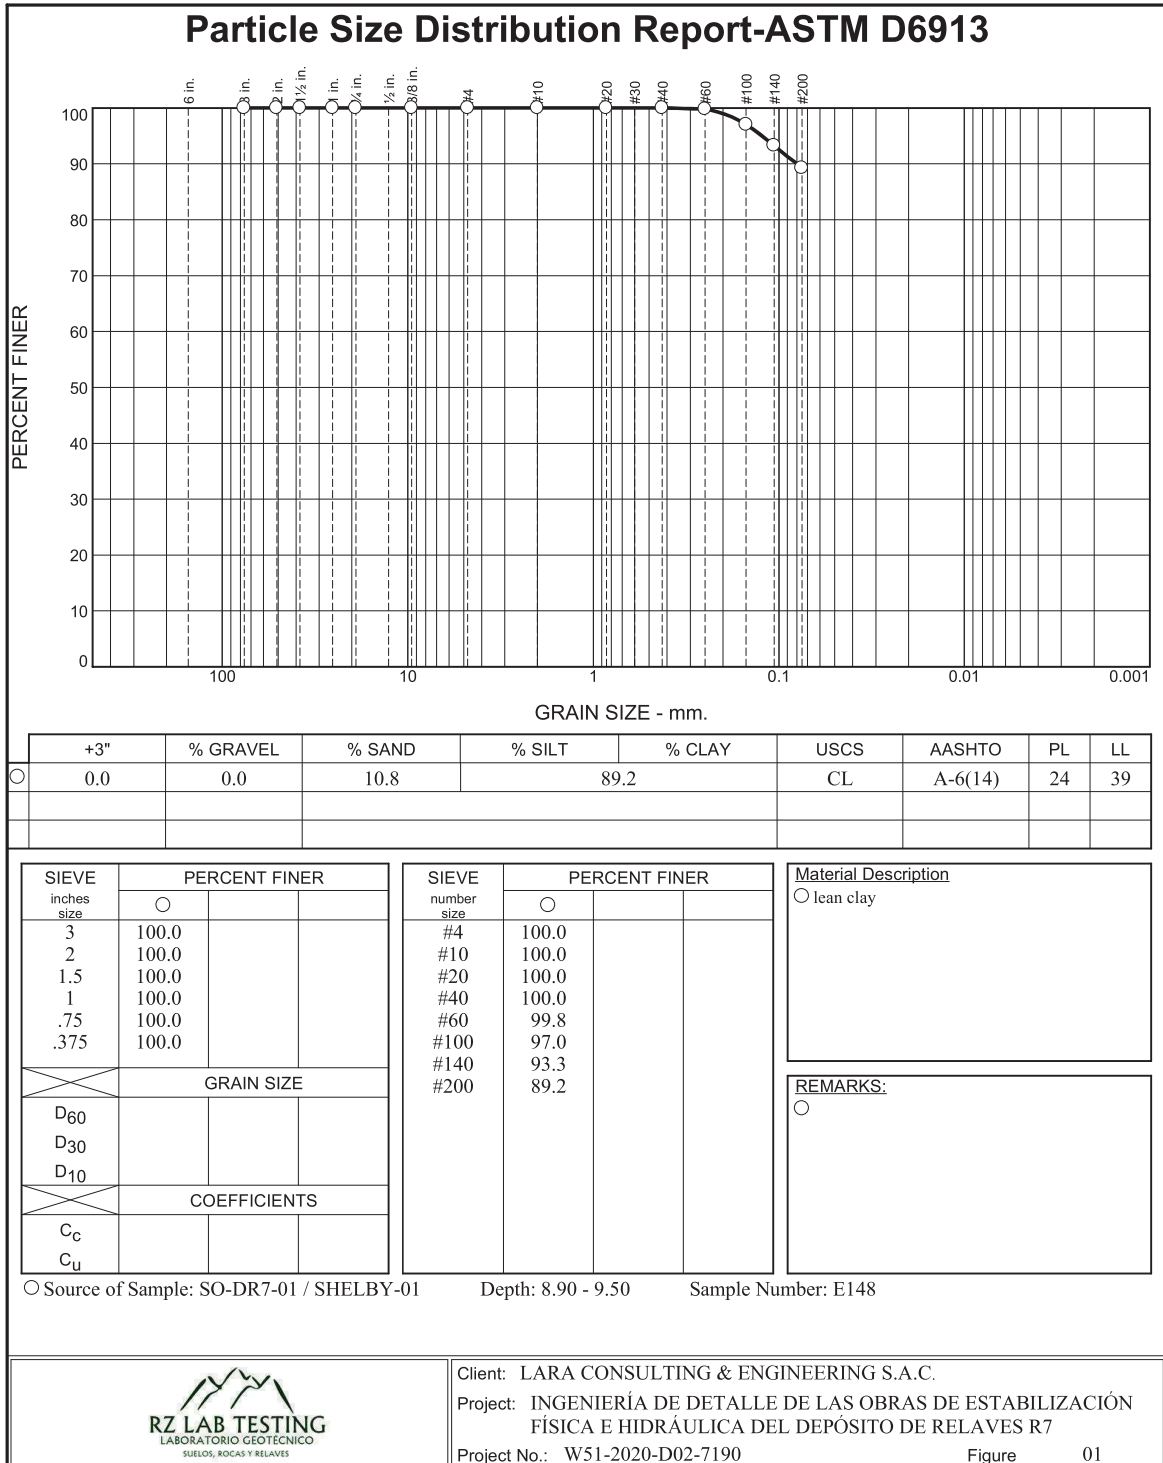 Particle Size Distribution Report-ASTM D6913
6 in.
3 in.
2 in.
1½ in.
1 in.
¾ in.
½ in.
3/8 in.
#4
#10
#20
#30
#40
#60
#100
#140
#200
PERCENT FINER
100
90
80
70
60
50
40
30
20
10
0
100 10 1 0.1 0.01 0.001
GRAIN SIZE - mm.
+3" % GRAVEL % SAND % SILT % CLAY USCS AASHTO PL LL
0.0 0.0 10.8 89.2 CL A-6(14) 24 39
SIEVE PERCENT FINER
inches
size
3 100.0
2 100.0
1.5 100.0
1 100.0
.75 100.0
.375 100.0
GRAIN SIZE
D60
D30
D10
COEFFICIENTS
Cc
Cu
SIEVE PERCENT FINER
number
size
#4 100.0
#10 100.0
#20 100.0
#40 100.0
#60 99.8
#100 97.0
#140 93.3
#200 89.2
Material Description
lean clay
REMARKS:
Source of Sample: SO-DR7-01 / SHELBY-01 Depth: 8.90 - 9.50 Sample Number: E148
RZ LAB TESTING
LABORATORIO GEOTÉCNICO
SUELOS, ROCAS Y RELAVES
Client: LARA CONSULTING & ENGINEERING S.A.C.
Project: INGENIERÍA DE DETALLE DE LAS OBRAS DE ESTABILIZACIÓN
FÍSICA E HIDRÁULICA DEL DEPÓSITO DE RELAVES R7
Project No.: W51-2020-D02-7190 Figure 01